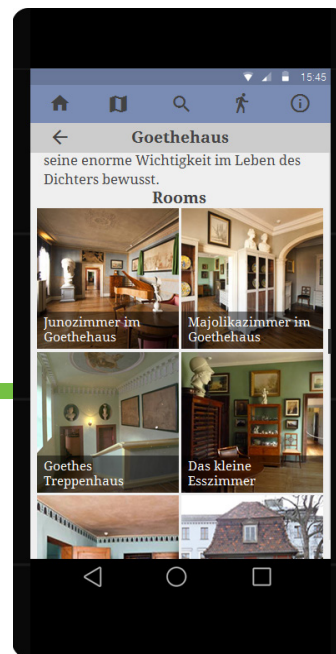 15:45
Goethehaus
seine enorme Wichtigkeit im Leben des
Dichters bewusst.
Rooms
Junozimmer im
Goethehaus
Majolikazimmer im
Goethehaus
Goethes
Treppenhaus
Das kleine
Esszimmer